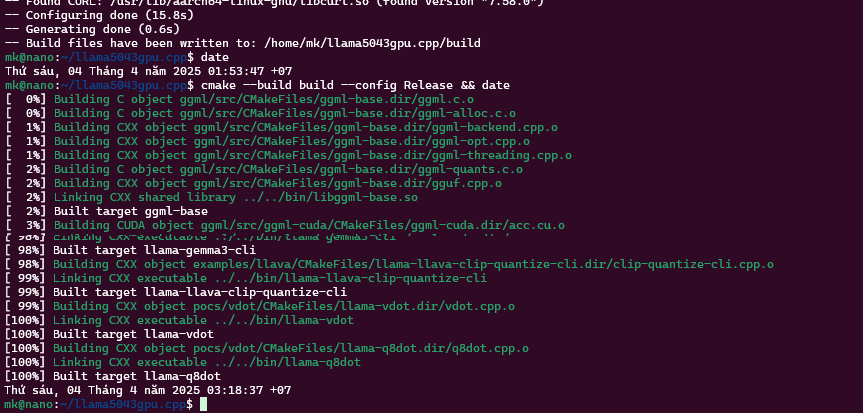 -- Found CURL: /usr/lib/aarch64-linux-gnu/libcurl.so (found version "7.58.0")
-- Configuring done (15.8s)
-- Generating done (0.6s)
-- Build files have been written to: /home/mk/llama5043gpu.cpp/build
mk@nano:~/llama5043gpu.cpp$ date
Thứ sáu, 04 Tháng 4 năm 2025 01:53:47 +07
mk@nano:~/llama5043gpu.cpp$ cmake --build build --config Release && date
[  0%] Building C object ggml/src/CMakeFiles/ggml-base.dir/ggml.c.o
[  0%] Building C object ggml/src/CMakeFiles/ggml-base.dir/ggml-alloc.c.o
[  1%] Building CXX object ggml/src/CMakeFiles/ggml-base.dir/ggml-backend.cpp.o
[  1%] Building CXX object ggml/src/CMakeFiles/ggml-base.dir/ggml-opt.cpp.o
[  1%] Building CXX object ggml/src/CMakeFiles/ggml-base.dir/ggml-threading.cpp.o
[  2%] Building C object ggml/src/CMakeFiles/ggml-base.dir/ggml-quants.c.o
[  2%] Building CXX object ggml/src/CMakeFiles/ggml-base.dir/gguf.cpp.o
[  2%] Linking CXX shared library ../../bin/libggml-base.so
[  2%] Built target ggml-base
[  3%] Building CUDA object ggml/src/ggml-cuda/CMakeFiles/ggml-cuda.dir/acc.cu.o
[ 98%] Linking CXX executable ../../bin/llama-gemma3-cli
[ 98%] Built target llama-gemma3-cli
[ 98%] Building CXX object examples/llava/CMakeFiles/llama-llava-clip-quantize-cli.dir/clip-quantize-cli.cpp.o
[ 99%] Linking CXX executable ../../bin/llama-llava-clip-quantize-cli
[ 99%] Built target llama-llava-clip-quantize-cli
[ 99%] Building CXX object pocs/vdot/CMakeFiles/llama-vdot.dir/vdot.cpp.o
[100%] Linking CXX executable ../../bin/llama-vdot
[100%] Built target llama-vdot
[100%] Building CXX object pocs/vdot/CMakeFiles/llama-q8dot.dir/q8dot.cpp.o
[100%] Linking CXX executable ../../bin/llama-q8dot
[100%] Built target llama-q8dot
Thứ sáu, 04 Tháng 4 năm 2025 03:18:37 +07
mk@nano:~/llama5043gpu.cpp$